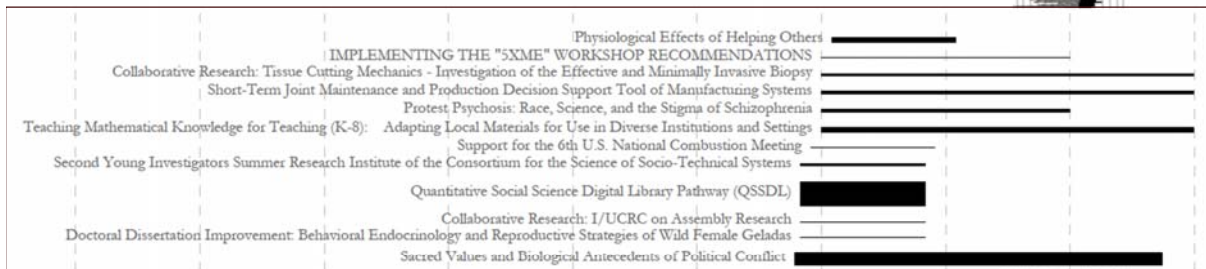 Physiological Effects of Helping Others
IMPLEMENTING THE "5XME" WORKSHOP RECOMMENDATIONS
Collaborative Research: Tissue Cutting Mechanics - Investigation of the Effective and Minimally Invasive Biopsy
Short-Term Joint Maintenance and Production Decision Support Tool of Manufacturing Systems
Protest Psychosis: Race, Science, and the Stigma of Schizophrenia
Teaching Mathematical Knowledge for Teaching (K-8): Adapting Local Materials for Use in Diverse Institutions and Settings
Support for the 6th U.S. National Combustion Meeting
Second Young Investigators Summer Research Institute of the Consortium for the Science of Socio-Technical Systems
Quantitative Social Science Digital Library Pathway (QSSDL)
Collaborative Research: I/UCRC on Assembly Research
Doctoral Dissertation Improvement: Behavioral Endocrinology and Reproductive Strategies of Wild Female Geladas
Sacred Values and Biological Antecedents of Political Conflict